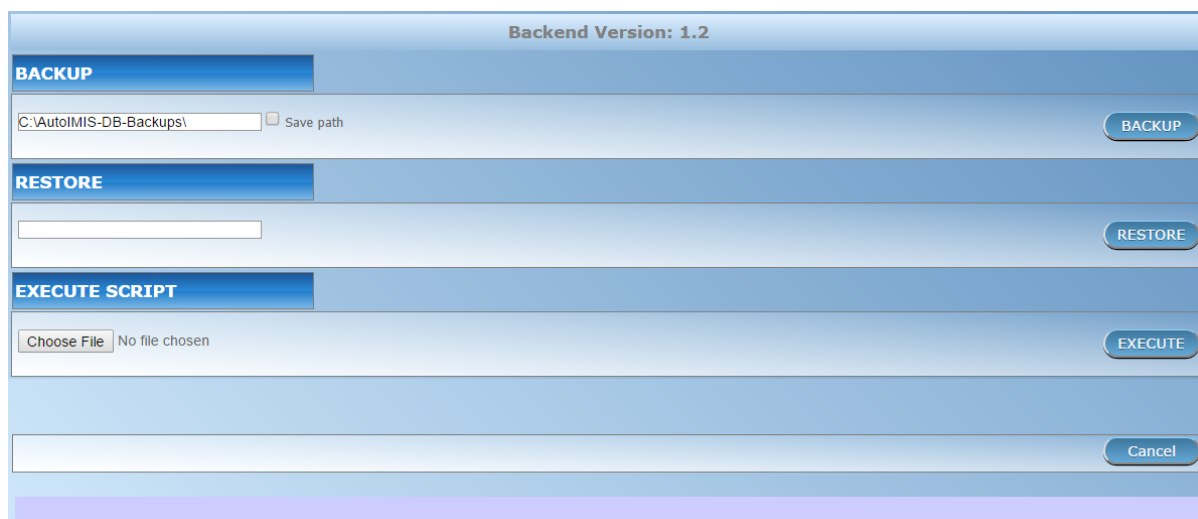 Backend Version: 1.2
BACKUP
C:\AutoIMIS-DB-Backups\ Save path BACKUP
RESTORE
RESTORE
EXECUTE SCRIPT
Choose File No file chosen EXECUTE
Cancel